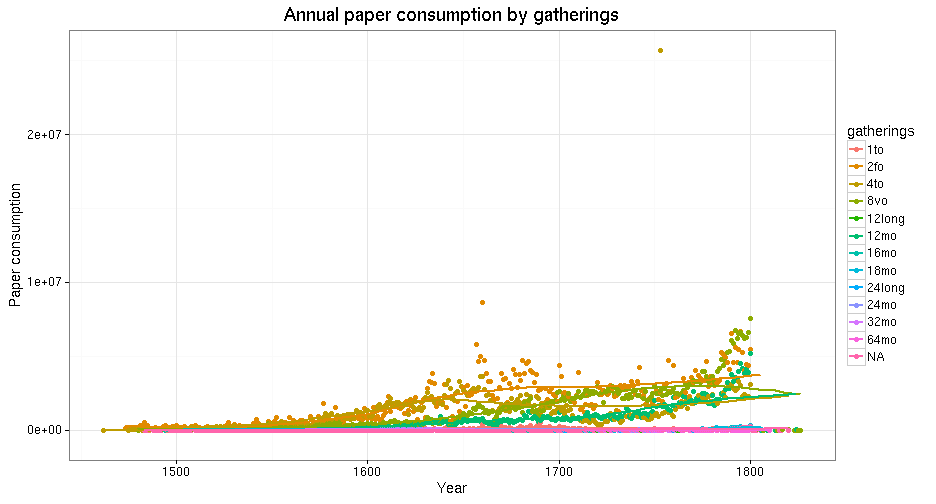 Annual paper consumption by gatherings
2e+07
1e+07
0e+00
Paper consumption
1500
1600
1700
1800
Year
gatherings
1to
2fo
4to
8vo
12long
12mo
16mo
18mo
24long
24mo
32mo
64mo
NA